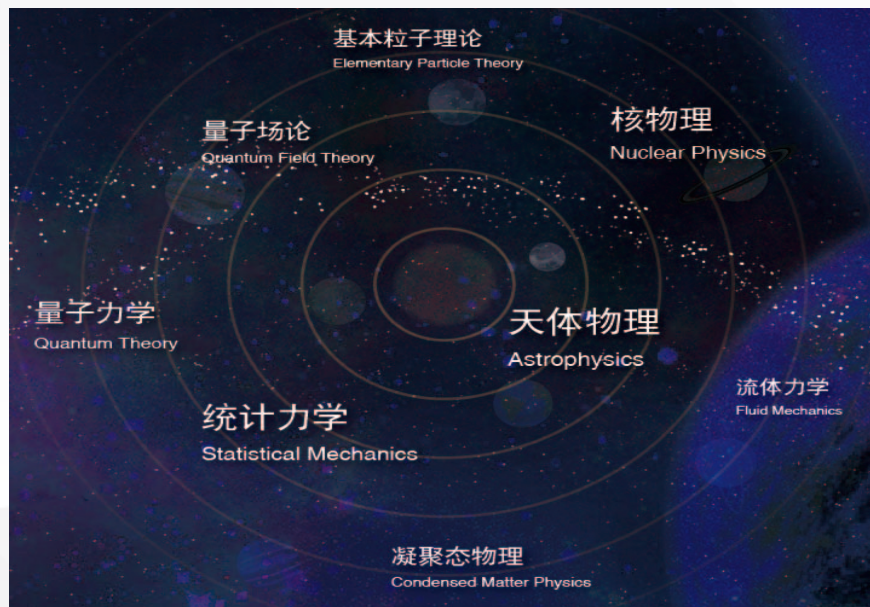 基本粒子理论
Elementary Particle Theory
量子场论
Quantum Field Theory
核物理
Nuclear Physics
量子力学
Quantum Theory
天体物理
Astrophysics
流体力学
Fluid Mechanics
统计力学
Statistical Mechanics
凝聚态物理
Condensed Matter Physics